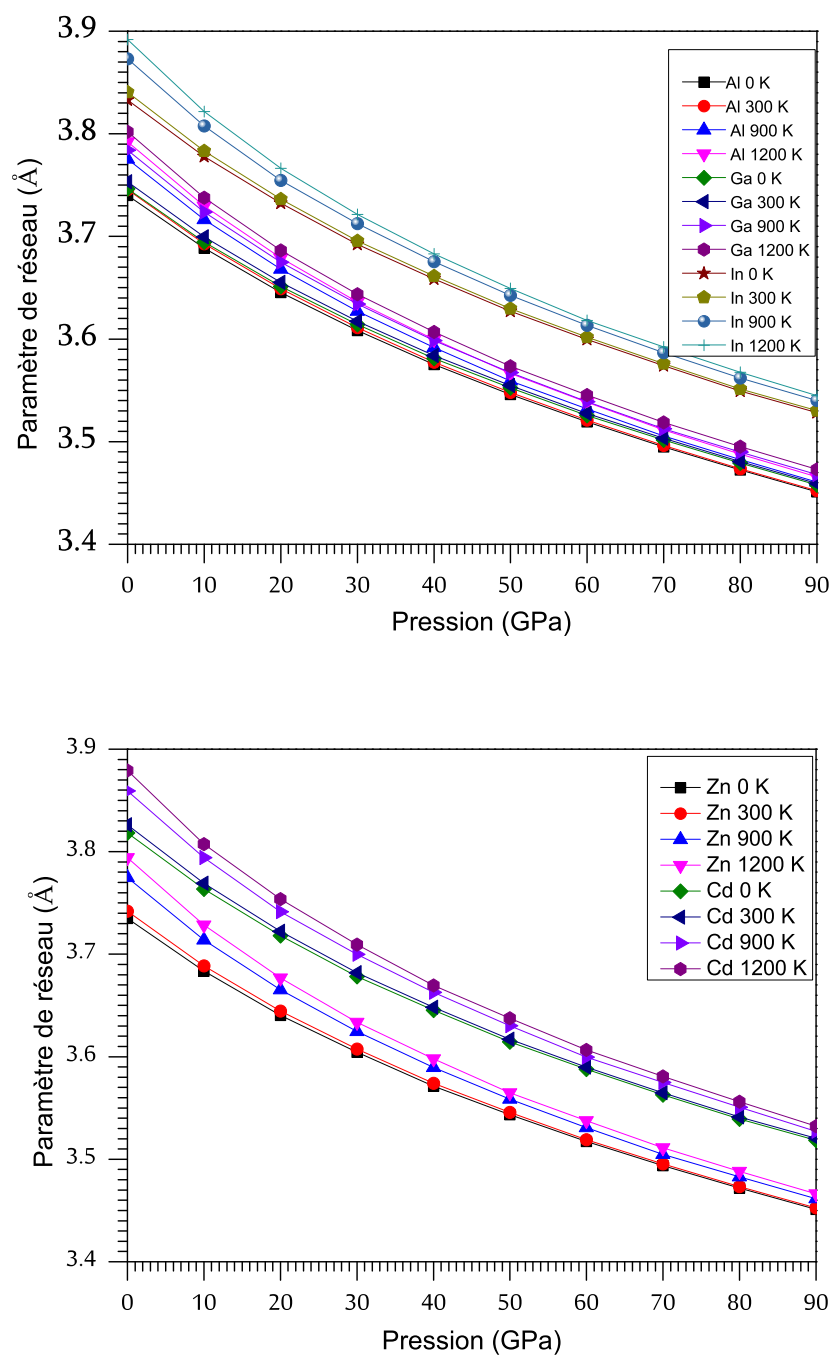 3.9
3.8
3.7
3.6
3.5
3.4
Paramètre de réseau (Å)
Al 0 K
Al 300 K
Al 900 K
Al 1200 K
Ga 0 K
Ga 300 K
Ga 900 K
Ga 1200 K
In 0 K
In 300 K
In 900 K
In 1200 K
0 10 20 30 40 50 60 70 80 90
Pression (GPa)
3.9
3.8
3.7
3.6
3.5
3.4
Paramètre de réseau (Å)
Zn 0 K
Zn 300 K
Zn 900 K
Zn 1200 K
Cd 0 K
Cd 300 K
Cd 900 K
Cd 1200 K
0 10 20 30 40 50 60 70 80 90
Pression (GPa)